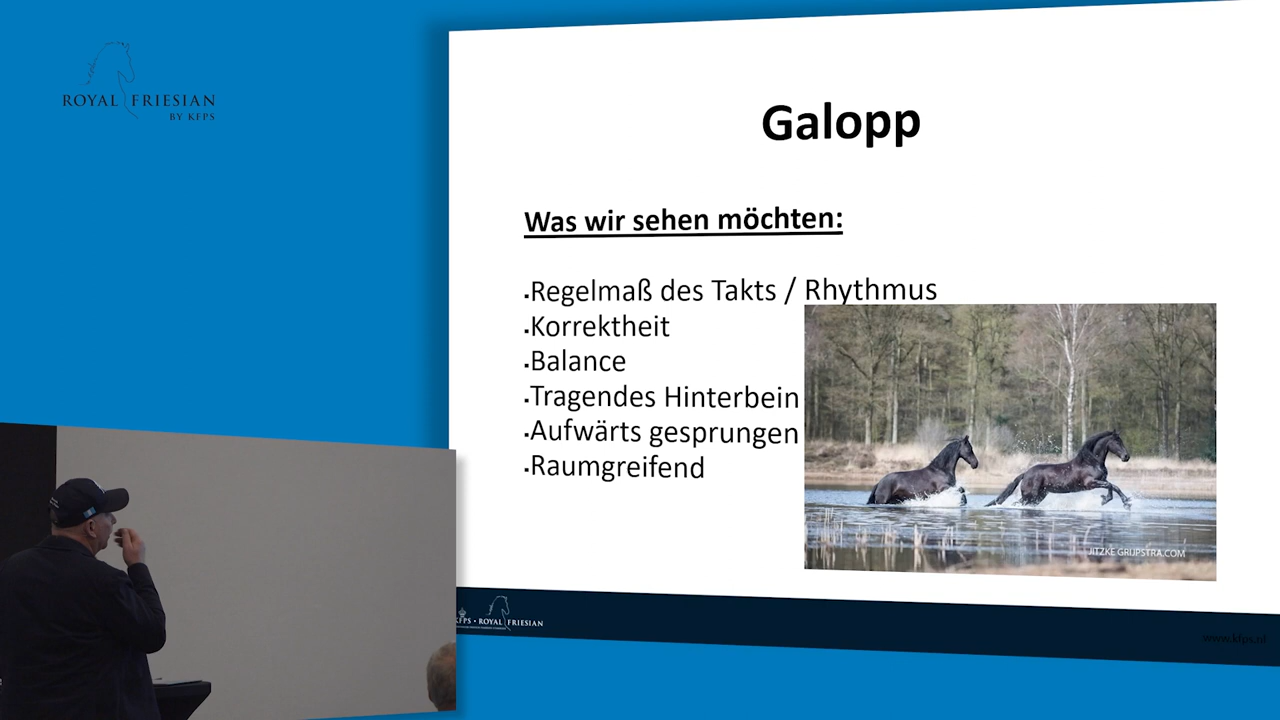 ROYAL FRIESIAN
BY KFPS
Galopp
Was wir sehen möchten:
▪Regelmaß des Takts / Rhythmus
▪Korrektheit
▪Balance
▪Tragendes Hinterbein
▪Aufwärts gesprungen
▪Raumgreifend
JITZKE GRIJPSTRA.COM
KFPS • ROYAL FRIESIAN
www.kfps.nl